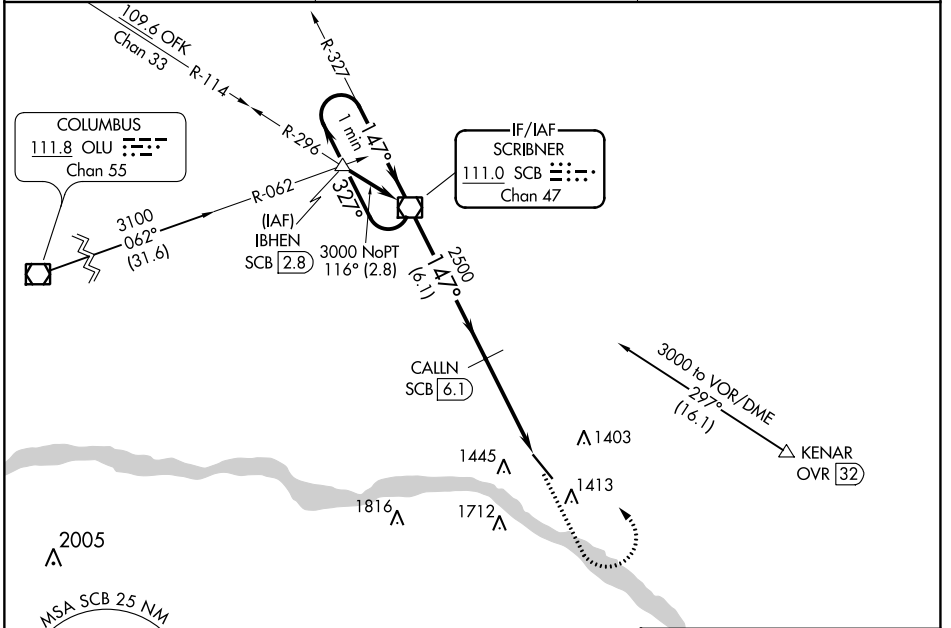 109.6 OFK
Chan 33
R-114
R-296
R-327
COLUMBUS
111.8 OLU
Chan 55
1 min
147°
327°
IF/IAF
SCRIBNER
111.0 SCB
Chan 47
R-062
3100
062°
(31.6)
(IAF)
IBHEN
SCB 2.8
3000 NoPT
116° (2.8)
2500
147°
(6.1)
CALLN
SCB 6.1
3000 to VOR/DME
297°
(16.1)
KENAR
OVR 32
1403
1445
1413
1816
1712
2005
MSA SCB 25 NM